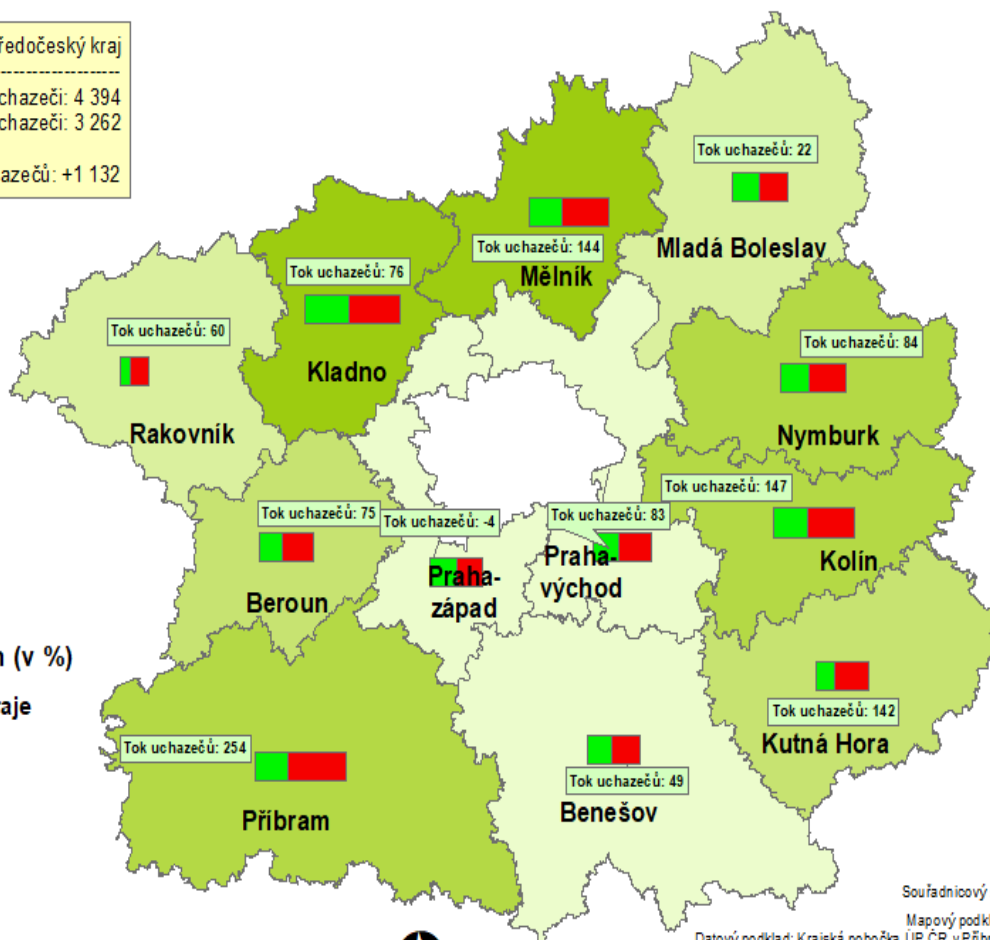 ředočeský kraj
--------------------
chazeči: 4 394
chazeči: 3 262
azečů: +1 132
Tok uchazečů: 22
Mladá Boleslav
Tok uchazečů: 144
Mělník
Tok uchazečů: 76
Kladno
Tok uchazečů: 60
Rakovník
Tok uchazečů: 84
Nymburk
Tok uchazečů: 147
Kolín
Tok uchazečů: 75
Beroun
Tok uchazečů: -4
Praha-
západ
Tok uchazečů: 83
Praha-
východ
Tok uchazečů: 142
Kutná Hora
Tok uchazečů: 254
Příbram
Tok uchazečů: 49
Benešov
(v %)
raje
Souřadnicový
Mapový podk
Datový podklad: Krajská pobočka ÚP ČR v Příb